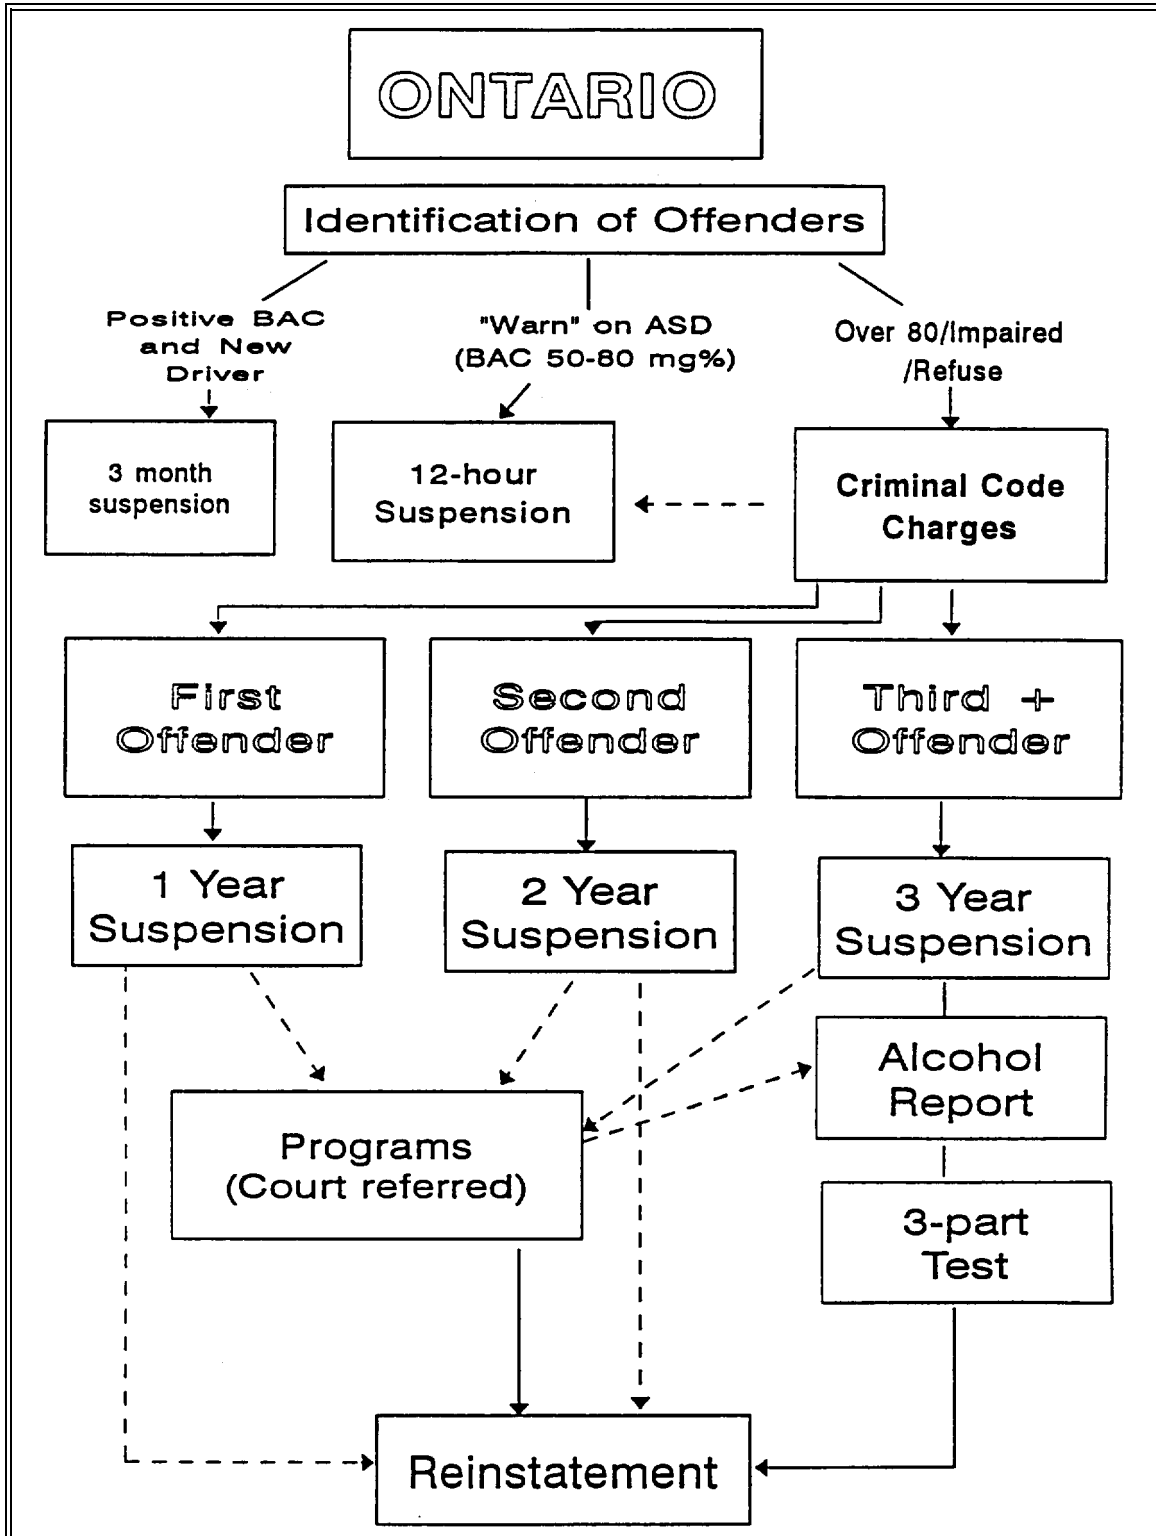 ONTARIO
Identification of Offenders
Positive BAC
and New
Driver
"Warn" on ASD
(BAC 50-80 mg%)
Over 80/Impaired
/Refuse
3 month
suspension
12-hour
Suspension
Criminal Code
Charges
First
Offender
Second
Offender
Third +
Offender
1 Year
Suspension
2 Year
Suspension
3 Year
Suspension
Programs
(Court referred)
Alcohol
Report
3-part
Test
Reinstatement